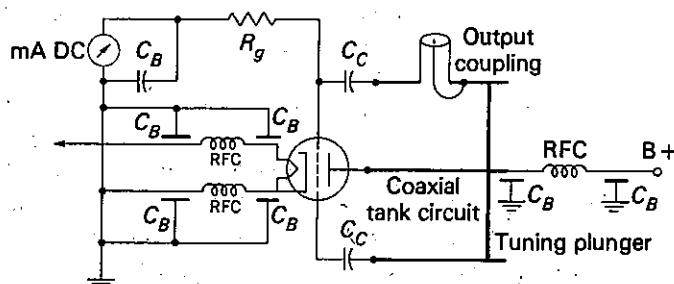 mA DC
C_B
R_g
C_C
Output
coupling
C_B
C_B
RFC
RFC
C_B
C_B
Coaxial
tank circuit
RFC
B+
C_B
C_B
C_C
Tuning plunger